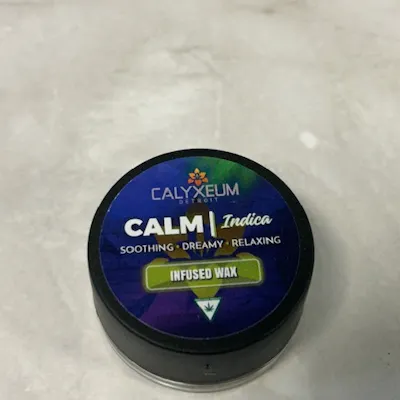 CALYXEUM
DETROIT
CALM | Indica
SOOTHING • DREAMY • RELAXING
INFUSED WAX